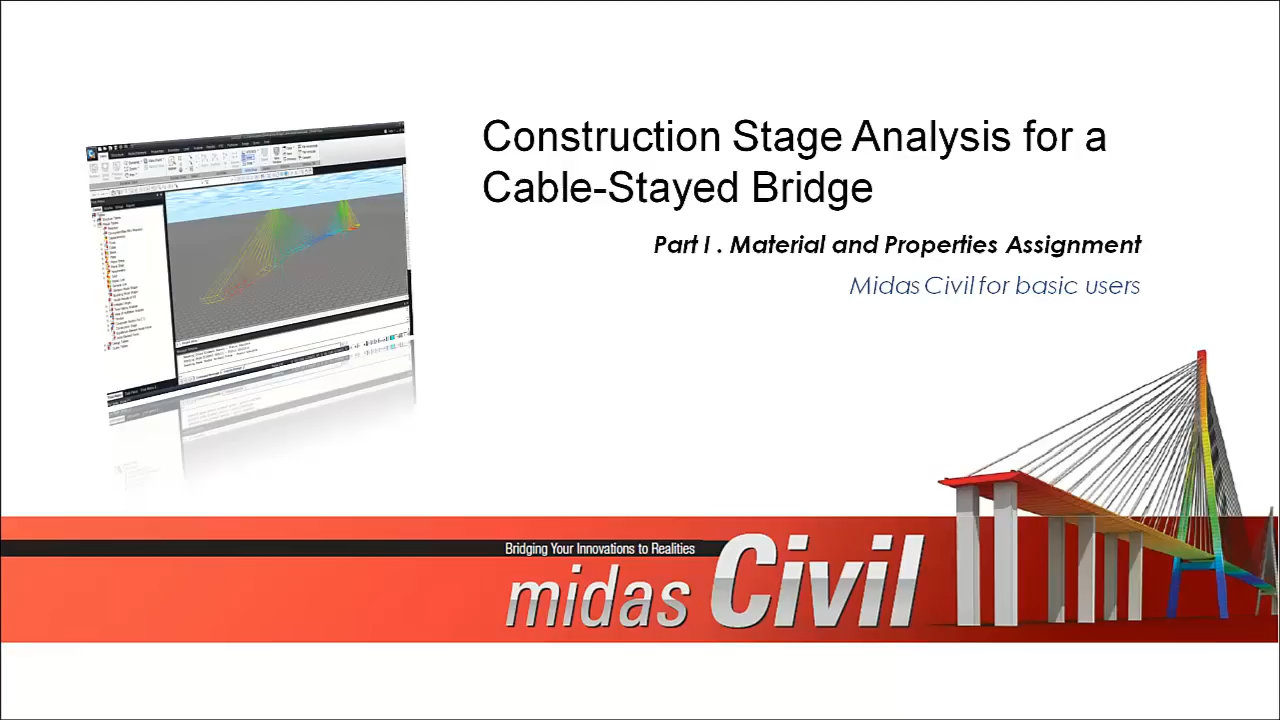 Construction Stage Analysis for a
Cable-Stayed Bridge
Part I . Material and Properties Assignment
Midas Civil for basic users
Bridging Your Innovations to Realities
midas Civil